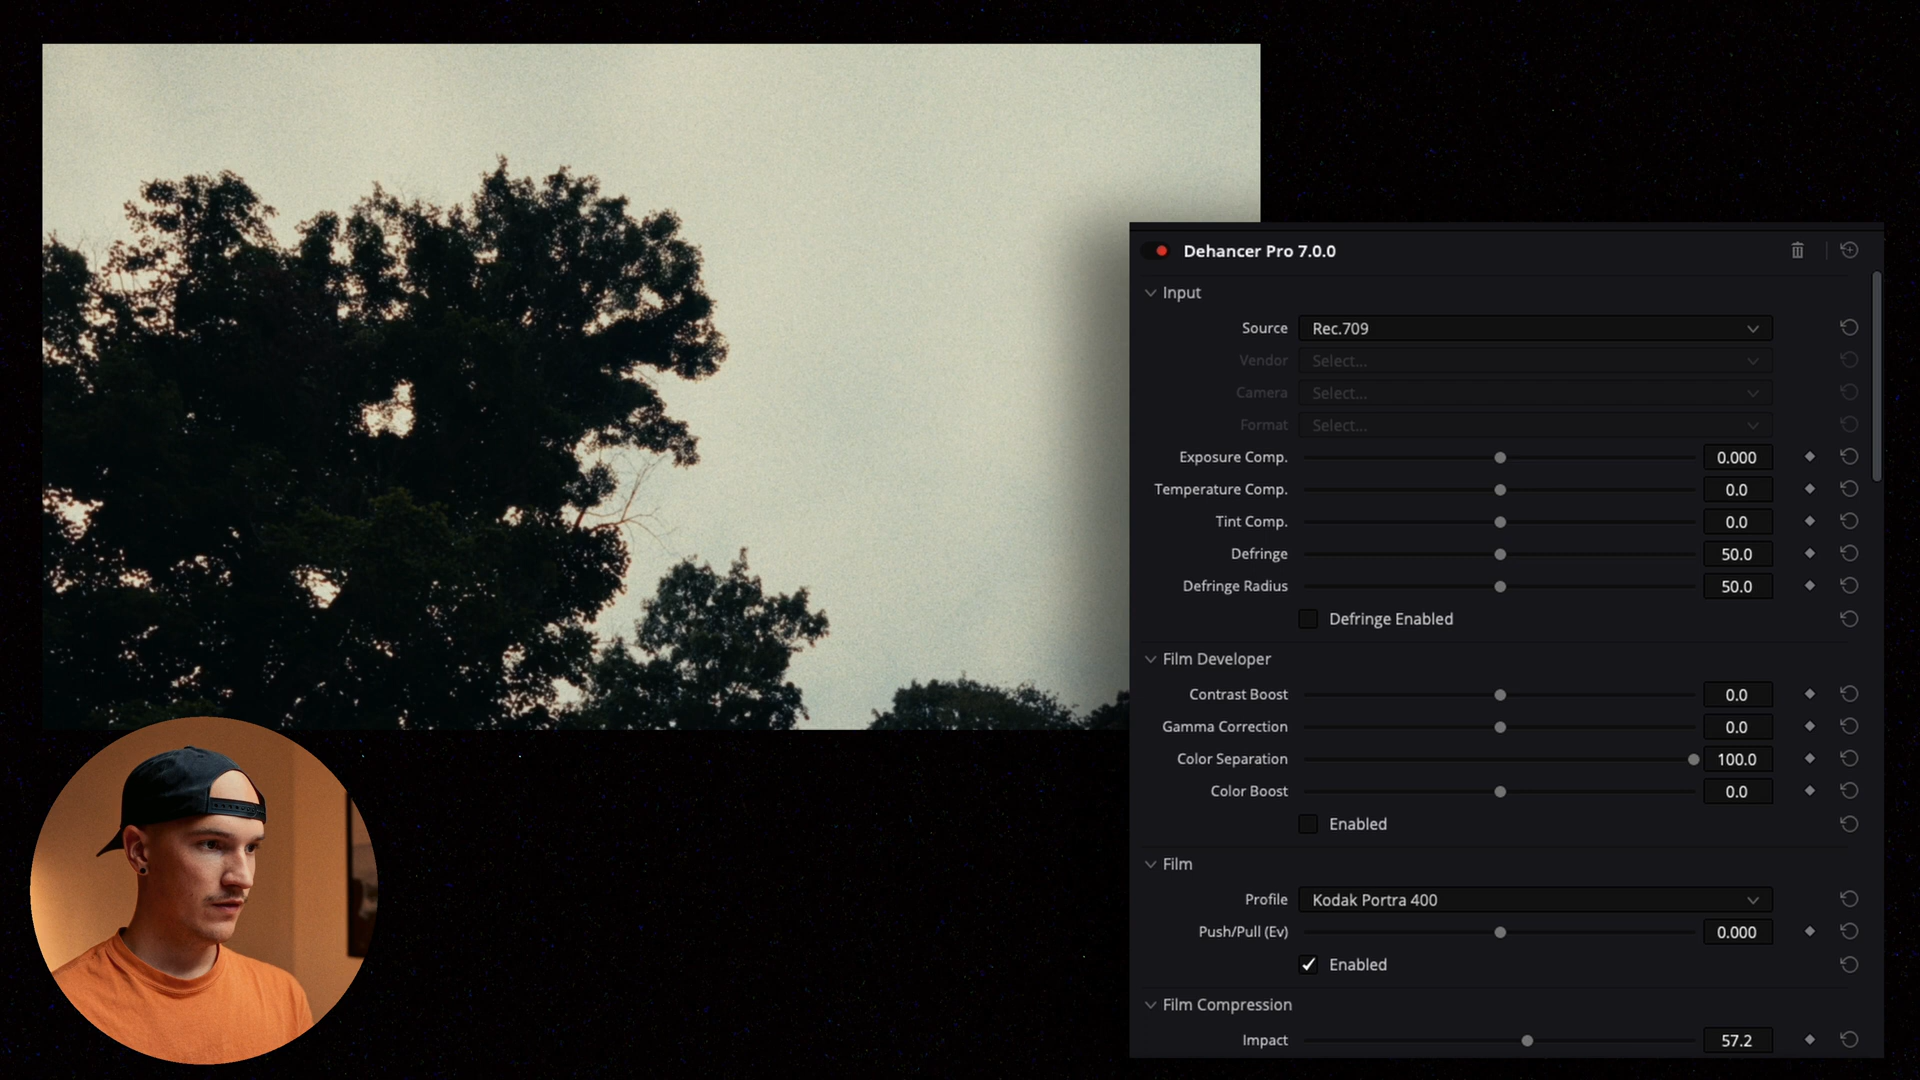 Dehancer Pro 7.0.0
Input
Source Rec.709
Vendor Select...
Camera Select...
Format Select...
Exposure Comp. 0.000
Temperature Comp. 0.0
Tint Comp. 0.0
Defringe 50.0
Defringe Radius 50.0
Defringe Enabled
Film Developer
Contrast Boost 0.0
Gamma Correction 0.0
Color Separation 100.0
Color Boost 0.0
Enabled
Film
Profile Kodak Portra 400
Push/Pull (Ev) 0.000
Enabled
Film Compression
Impact 57.2